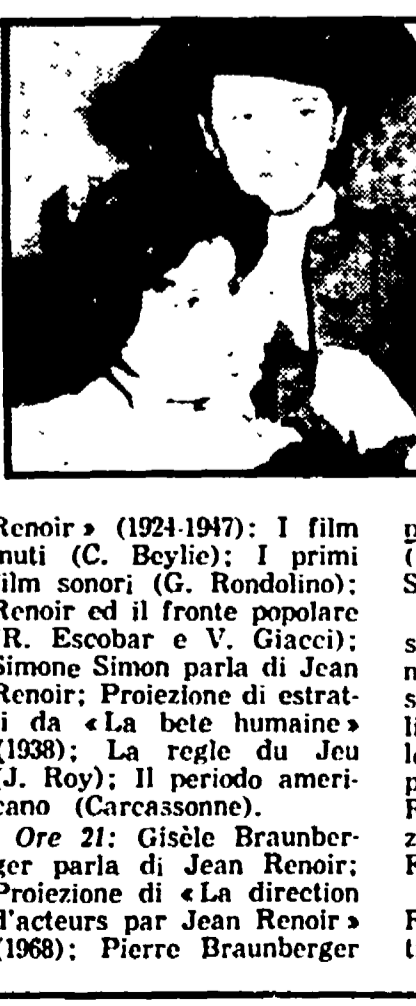 Renoir » (1924-1947): I film
nuti (C. Beylie); I primi
film sonori (G. Rondolino);
Renoir ed il fronte popolare
(R. Escobar e V. Giacci);
Simone Simon parla di Jean
Renoir; Proiezione di estrat-
i da « La bete humaine »
(1938); La regle du Jeu
(J. Roy); Il periodo ameri-
cano (Carcassonne).
Ore 21: Gisèle Braunber-
ger parla di Jean Renoir;
Proiezione di « La direction
d'acteurs par Jean Renoir »
(1968); Pierre Braunberger